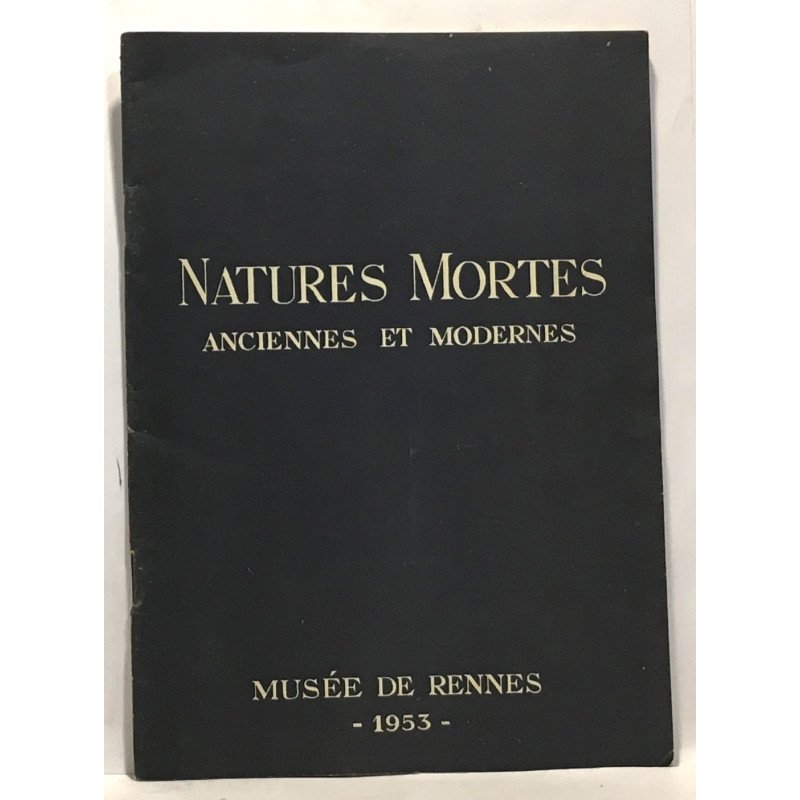 NATURES MORTES
ANCIENNES ET MODERNES
MUSÉE DE RENNES
- 1953 -